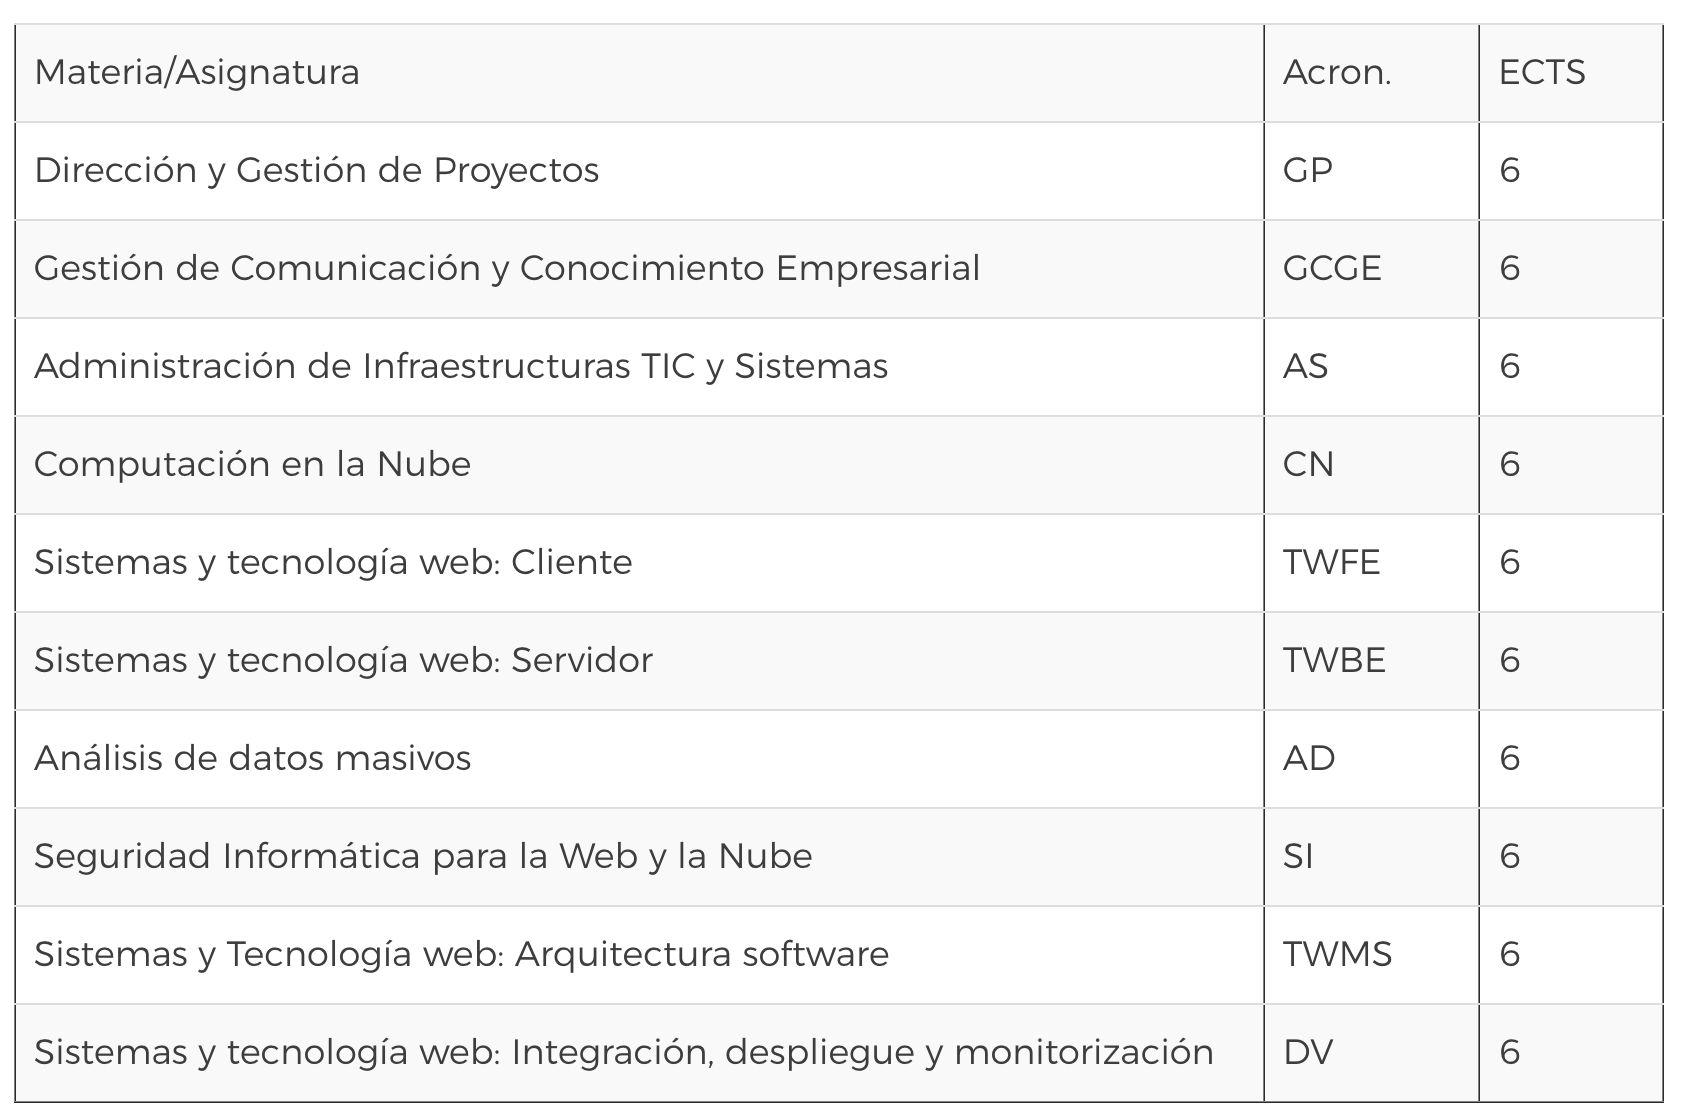 Materia/Asignatura Acron. ECTS
Dirección y Gestión de Proyectos GP 6
Gestión de Comunicación y Conocimiento Empresarial GCGE 6
Administración de Infraestructuras TIC y Sistemas AS 6
Computación en la Nube CN 6
Sistemas y tecnología web: Cliente TWFE 6
Sistemas y tecnología web: Servidor TWBE 6
Análisis de datos masivos AD 6
Seguridad Informática para la Web y la Nube SI 6
Sistemas y Tecnología web: Arquitectura software TWMS 6
Sistemas y tecnología web: Integración, despliegue y monitorización DV 6